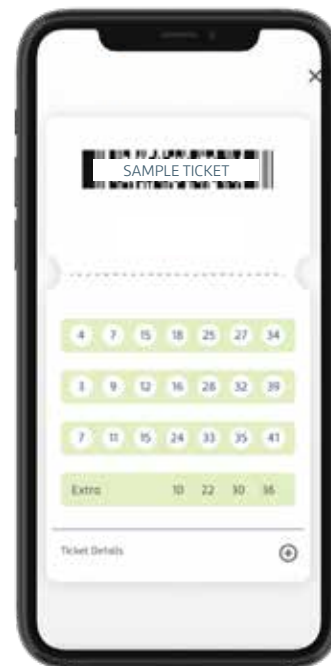 SAMPLE TICKET
4 7 15 18 25 27 34
3 9 12 16 28 32 39
7 11 15 24 33 35 41
Extra 10 22 30 36
Ticket Details